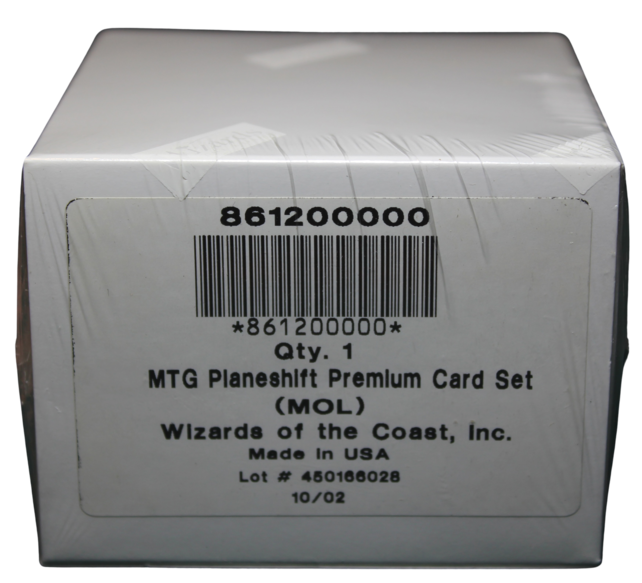 861200000
*861200000*
Qty. 1
MTG Planeshift Premium Card Set
(MOL)
Wizards of the Coast, Inc.
Made in USA
Lot # 450166028
10/02